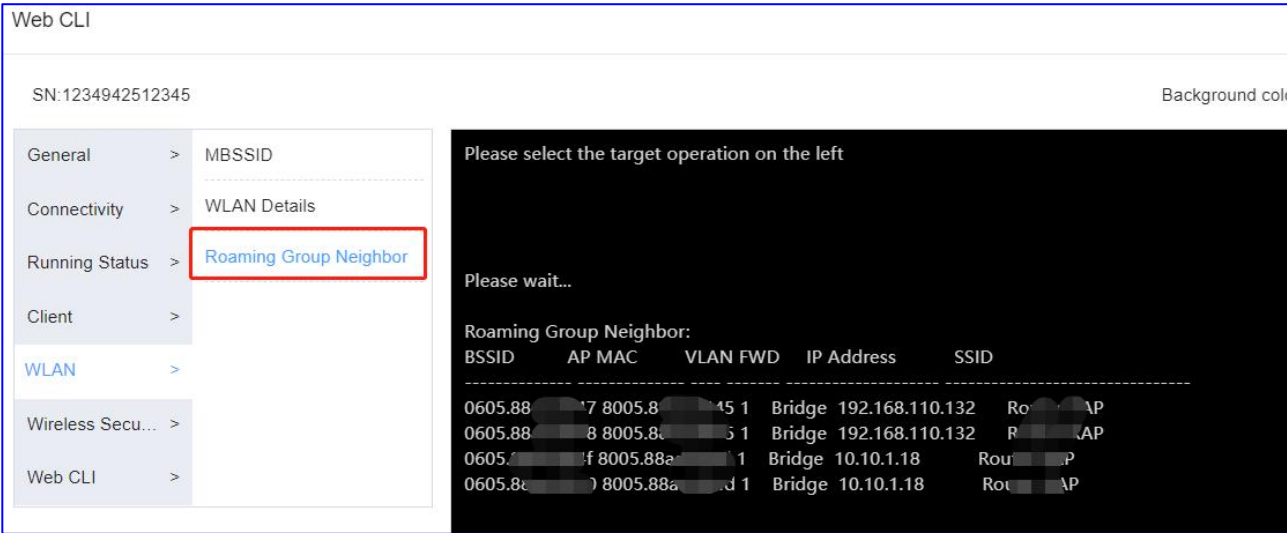 Web CLI
SN:1234942512345
Background
General >
Connectivity >
Running Status >
Client >
WLAN >
Wireless Secu... >
Web CLI >
MBSSID
WLAN Details
Roaming Group Neighbor
Please select the target operation on the left
Please wait...
Roaming Group Neighbor:
BSSID AP MAC VLAN FWD IP Address SSID
-------------- -------------- ---- ------- -------------------- --------------------------------
1 Bridge 192.168.110.132
1 Bridge 192.168.110.132
1 Bridge 10.10.1.18
1 Bridge 10.10.1.18